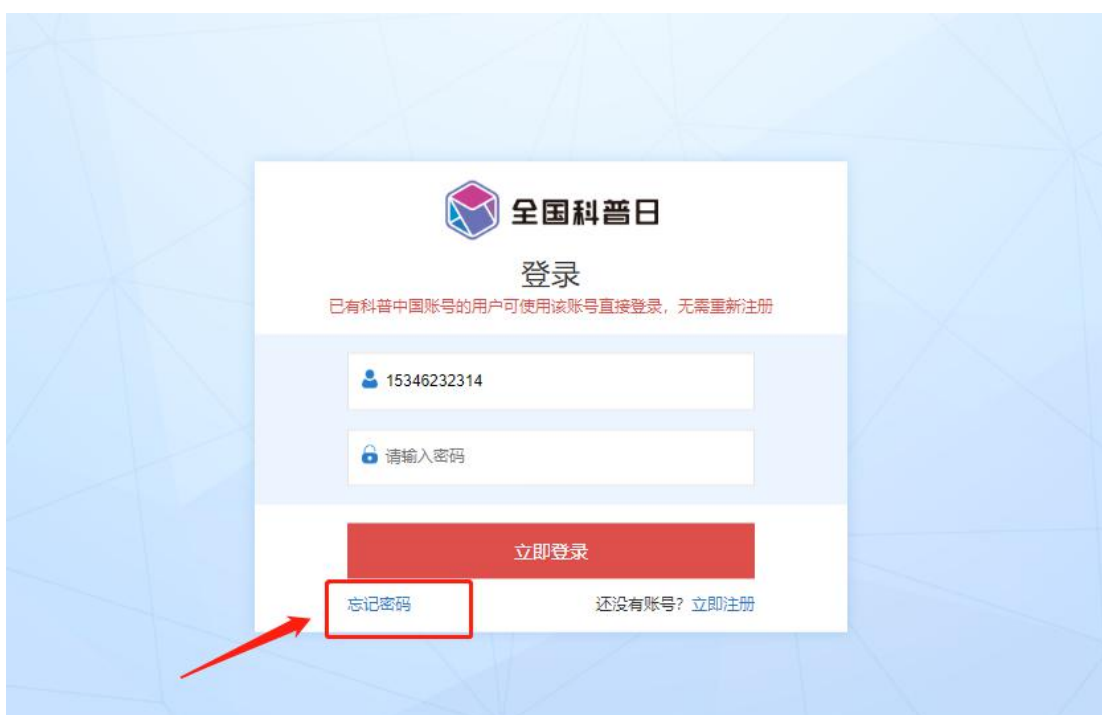 全国科普日
登录
已有科普中国账号的用户可使用该账号直接登录，无需重新注册
15346232314
请输入密码
立即登录
忘记密码 还没有账号？立即注册